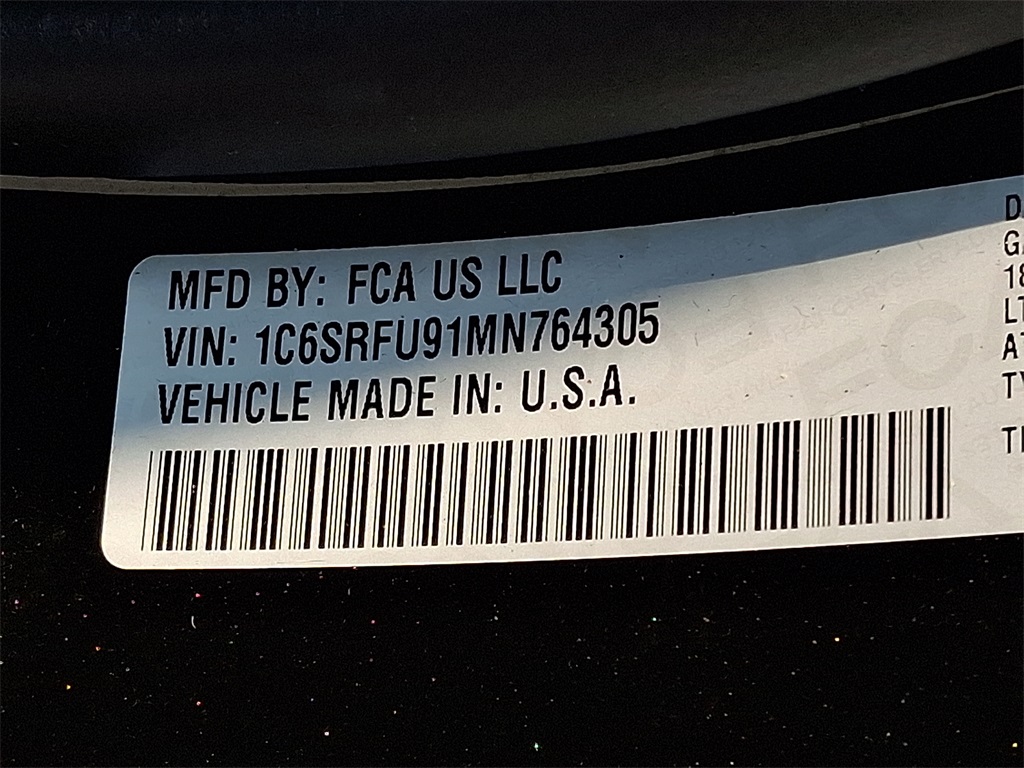 MFD BY: FCA US LLC
VIN: 1C6SRFU91MN764305
VEHICLE MADE IN: U.S.A.